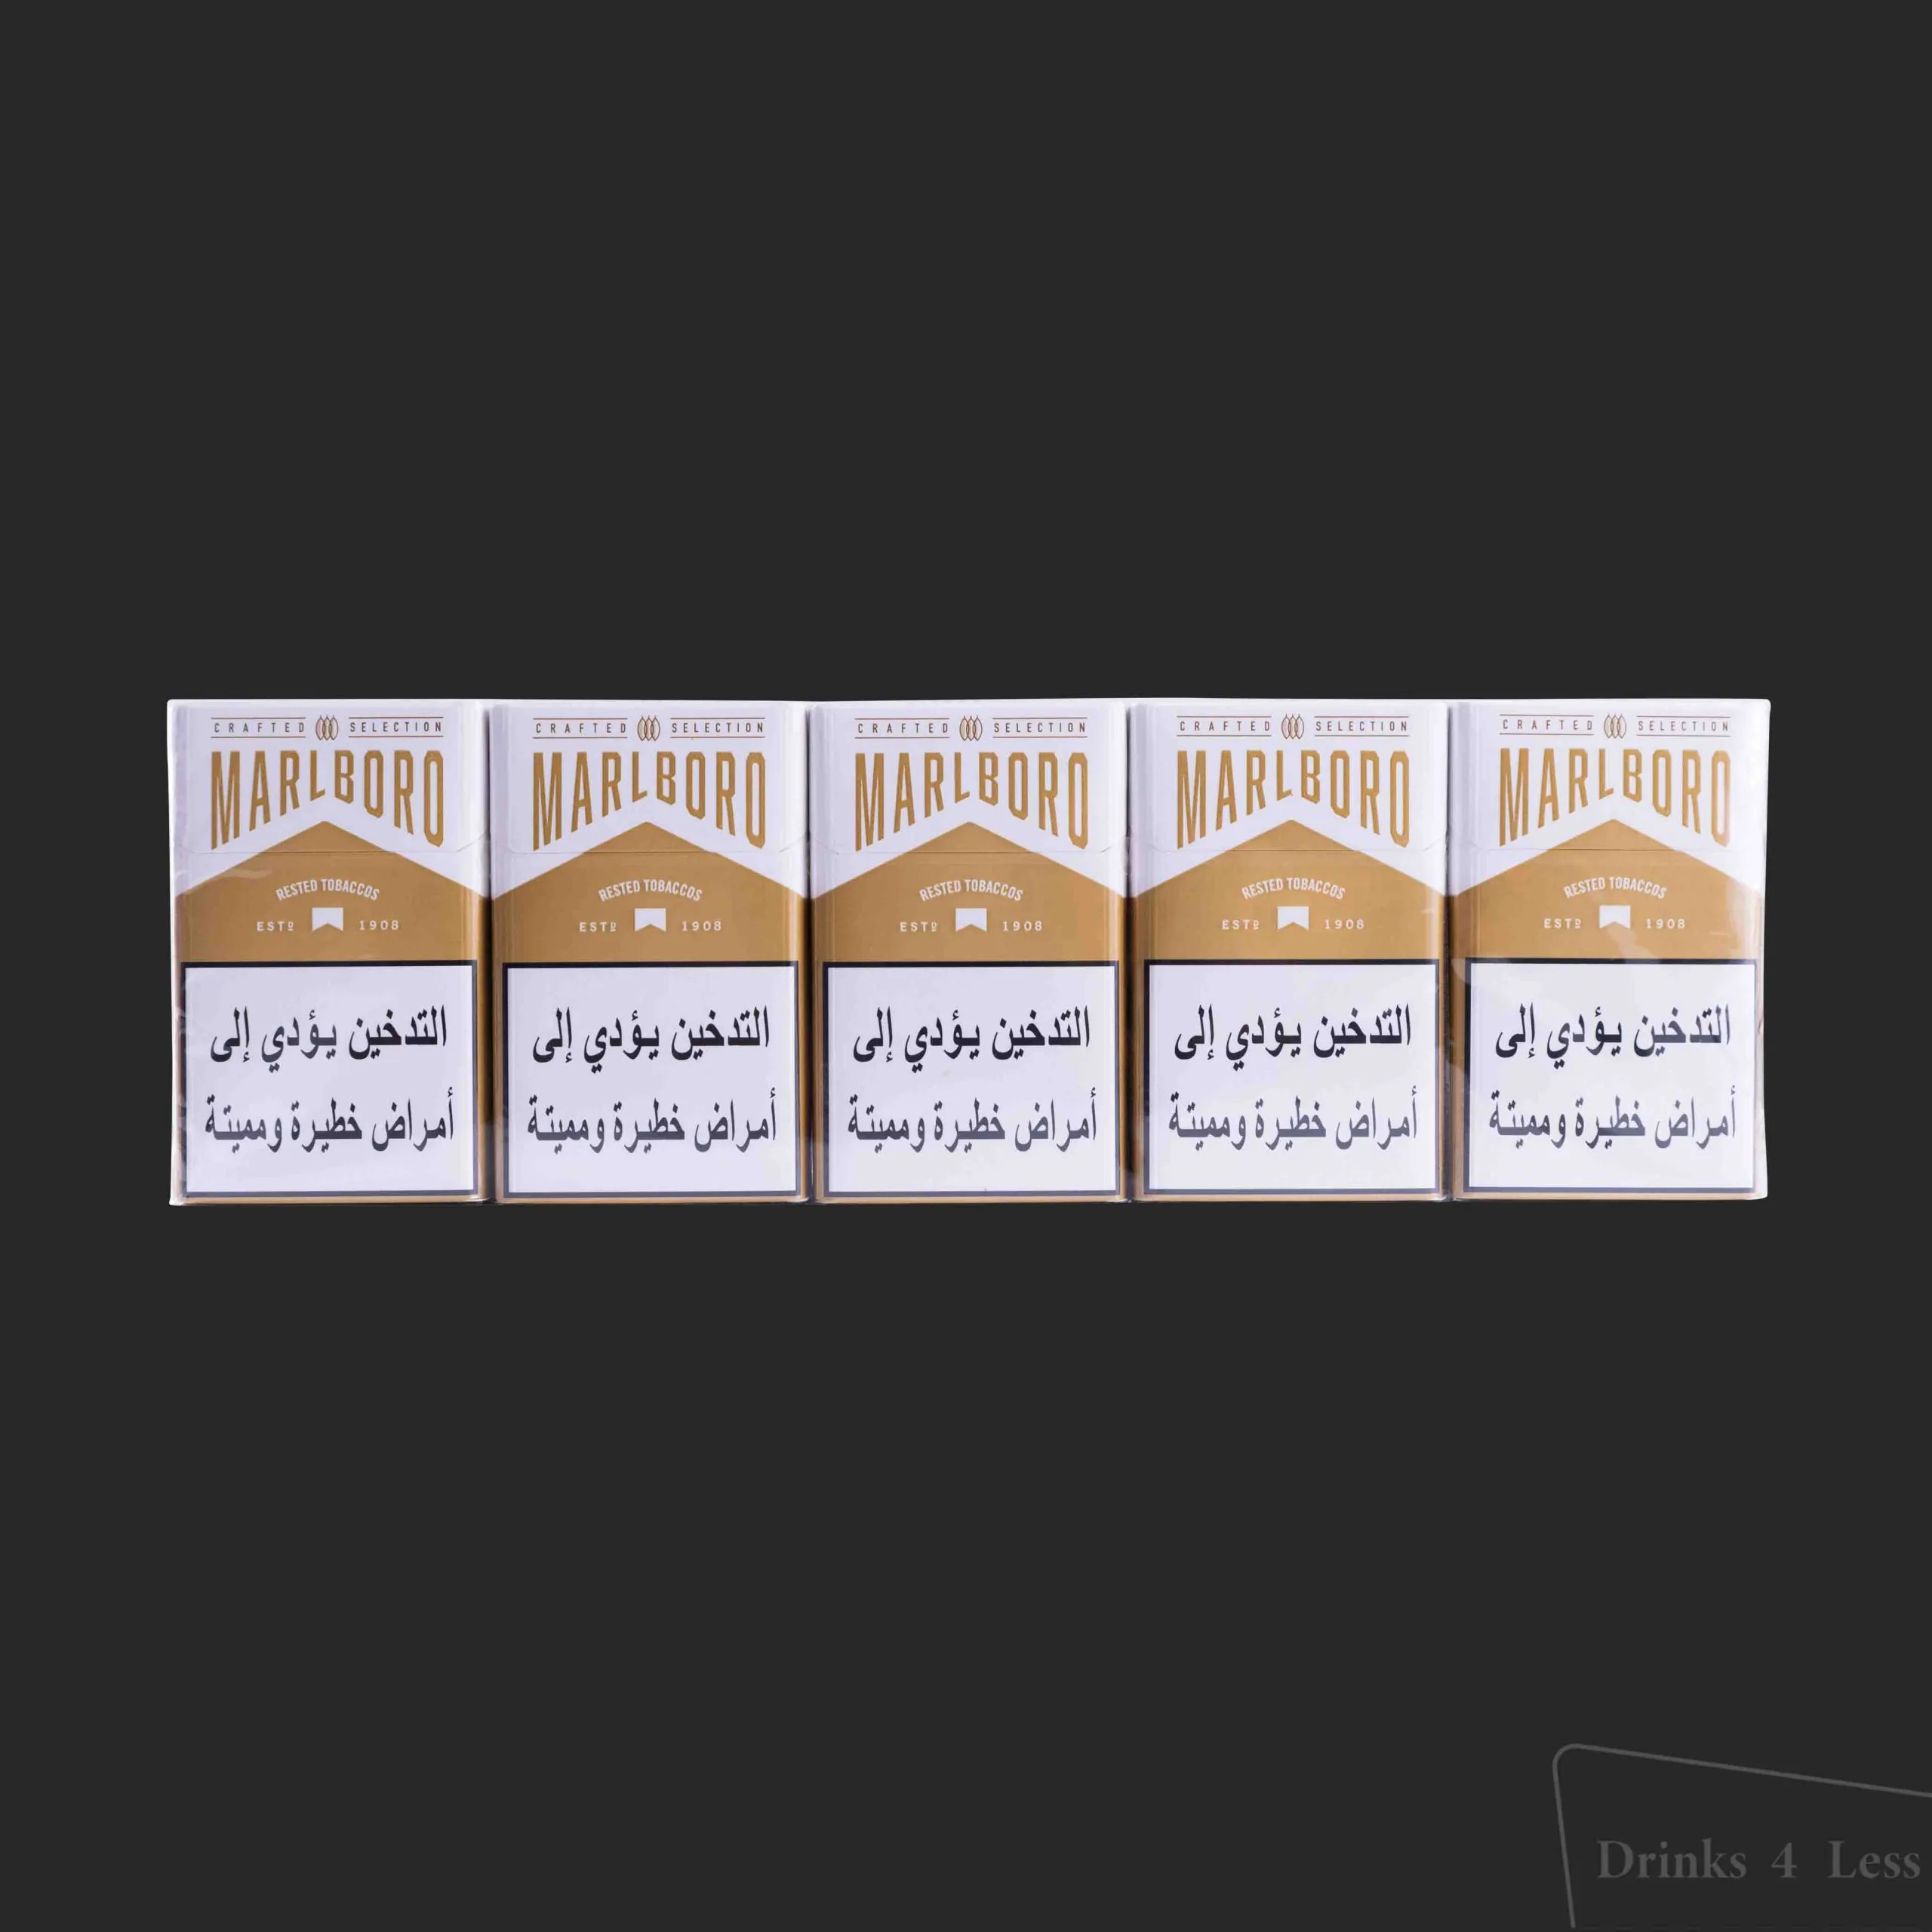 CRAFTED SELECTION
MARLBORO
RESTED TOBACCOS
ESTD 1908
التدخين يؤدي إلى
أمراض خطيرة ومميتة
CRAFTED SELECTION
MARLBORO
RESTED TOBACCOS
ESTD 1908
التدخين يؤدي إلى
أمراض خطيرة ومميتة
CRAFTED SELECTION
MARLBORO
RESTED TOBACCOS
ESTD 1908
التدخين يؤدي إلى
أمراض خطيرة ومميتة
CRAFTED SELECTION
MARLBORO
RESTED TOBACCOS
ESTD 1908
التدخين يؤدي إلى
أمراض خطيرة ومميتة
CRAFTED SELECTION
MARLBORO
RESTED TOBACCOS
ESTD 1908
التدخين يؤدي إلى
أمراض خطيرة ومميتة
Drinks 4 Less